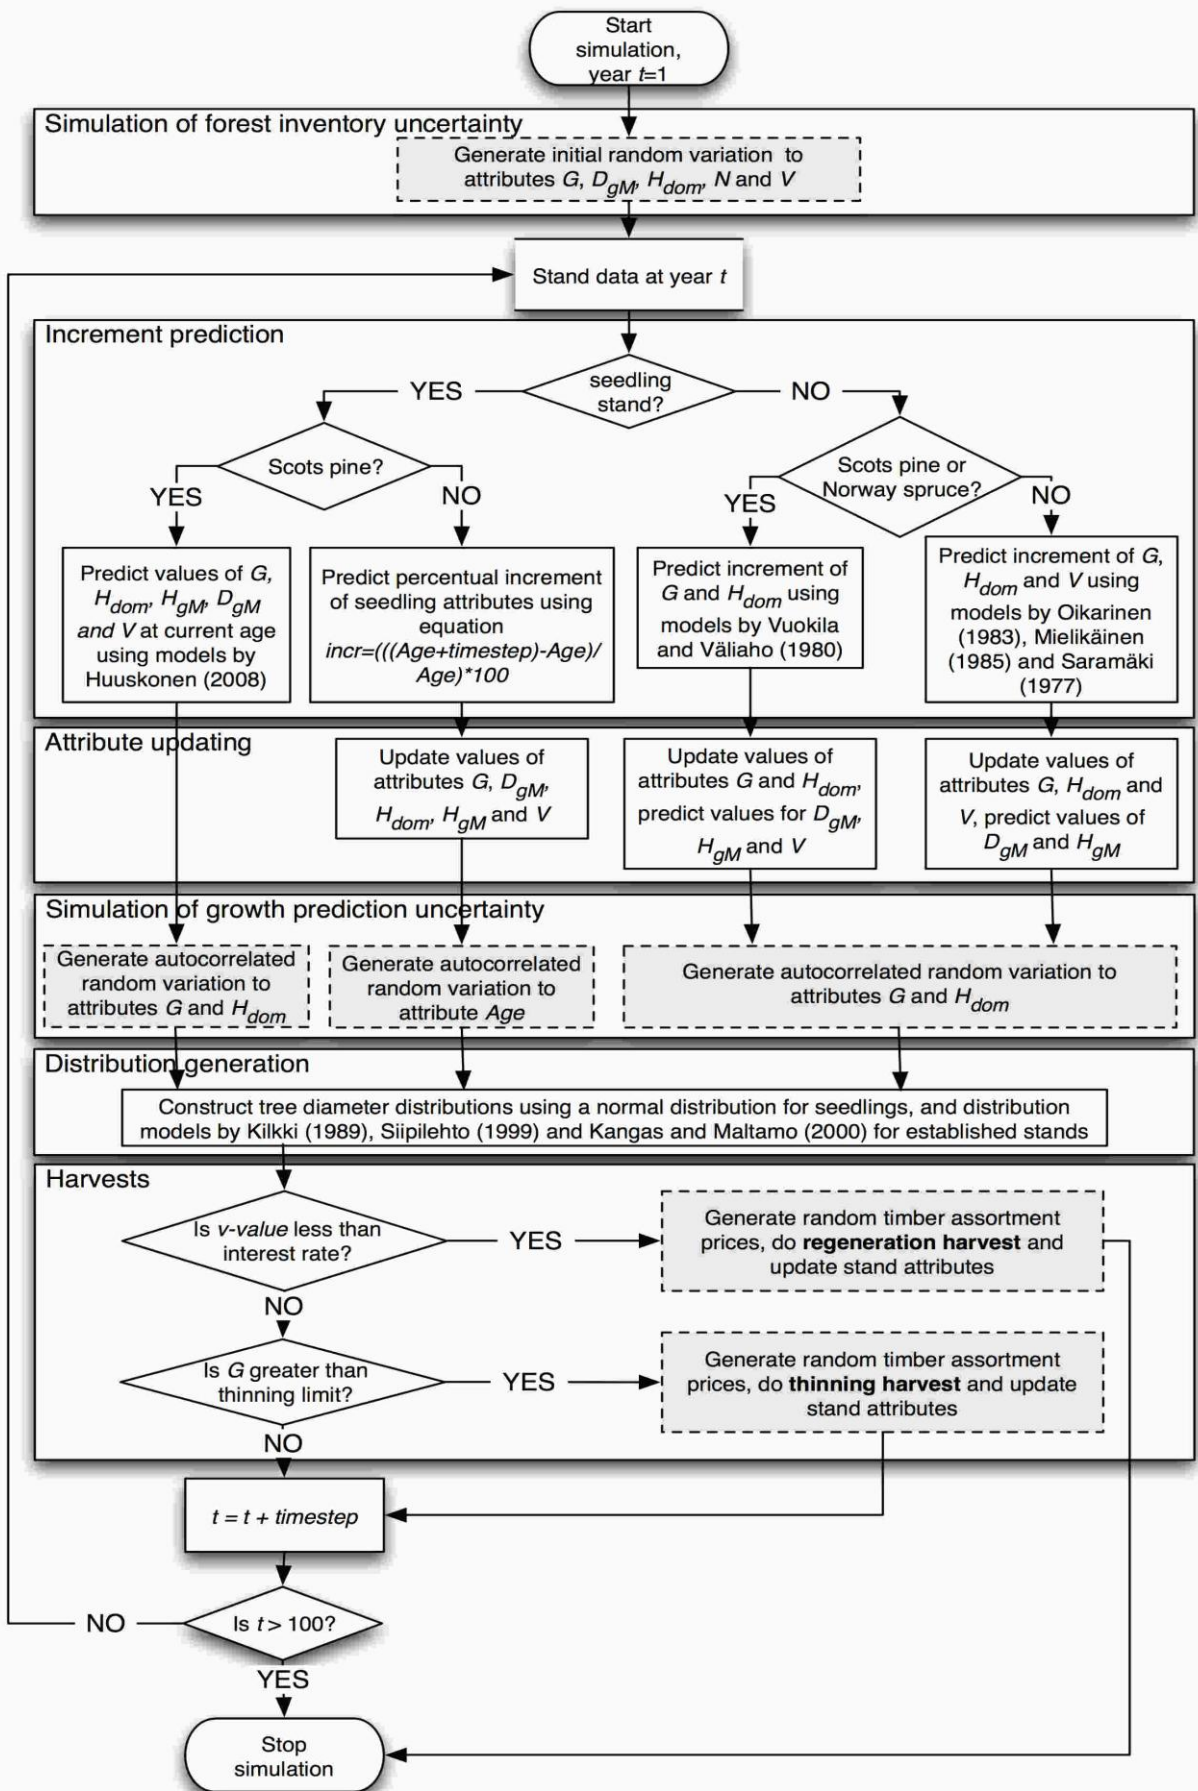 Start
simulation,
year t=1
Simulation of forest inventory uncertainty
Generate initial random variation to
attributes G, DgM, Hdom, N and V
Stand data at year t
Increment prediction
seedling
stand?
YES
NO
Scots pine?
YES
NO
Scots pine or
Norway spruce?
YES
NO
Predict values of G,
Hdom, HgM, DgM
and V at current age
using models by
Huuskonen (2008)
Predict percentual increment
of seedling attributes using
equation
incr=(((Age+timestep)-Age)/
Age)*100
Predict increment of
G and Hdom using
models by Vuokila
and Väliaho (1980)
Predict increment of G,
Hdom and V using
models by Oikarinen
(1983), Mielikäinen
(1985) and Saramäki
(1977)
Attribute updating
Update values of
attributes G, DgM,
Hdom, HgM and V
Update values of
attributes G and Hdom,
predict values for DgM,
HgM and V
Update values of
attributes G, Hdom and
V, predict values of
DgM and HgM
Simulation of growth prediction uncertainty
Generate autocorrelated
random variation to
attributes G and Hdom
Generate autocorrelated
random variation to
attribute Age
Generate autocorrelated random variation to
attributes G and Hdom
Distribution generation
Construct tree diameter distributions using a normal distribution for seedlings, and distribution
models by Kilkki (1989), Siipilehto (1999) and Kangas and Maltamo (2000) for established stands
Harvests
Is v-value less than
interest rate?
YES
Generate random timber assortment
prices, do regeneration harvest and
update stand attributes
NO
Is G greater than
thinning limit?
YES
Generate random timber assortment
prices, do thinning harvest and update
stand attributes
NO
t = t + timestep
Is t > 100?
NO
YES
Stop
simulation